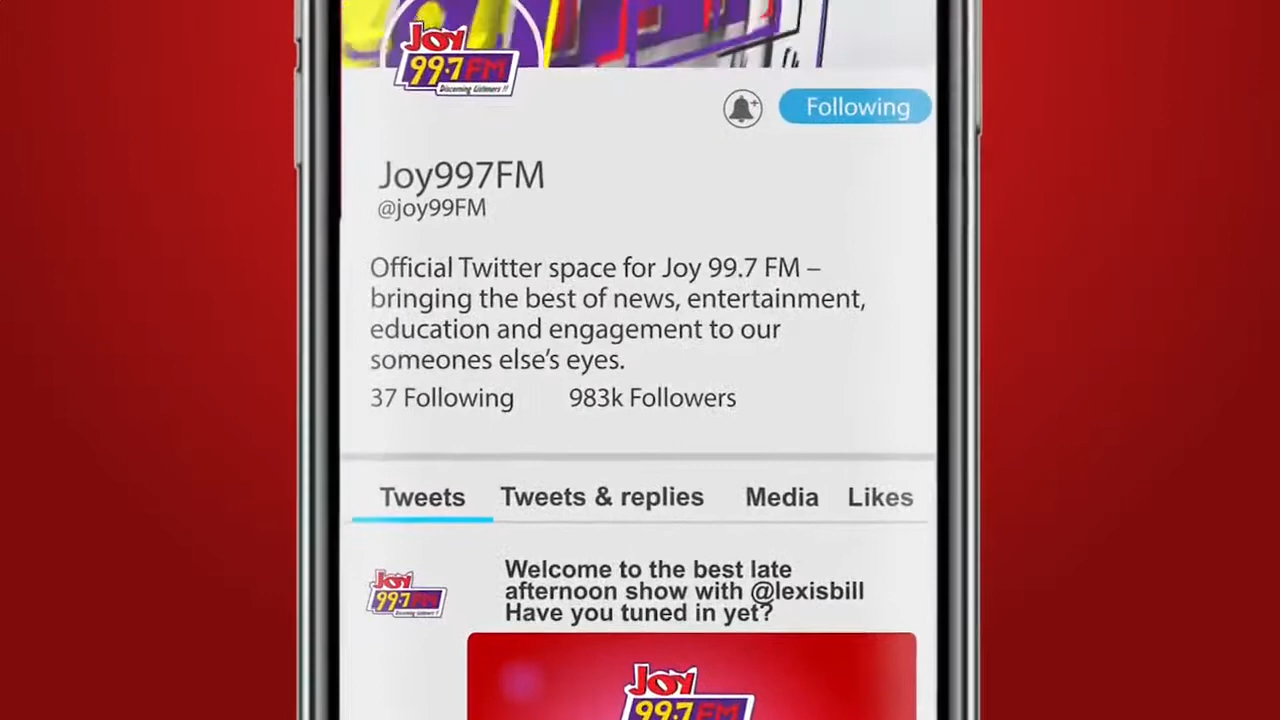 Joy
99.7 FM
Discerning Listeners !!
Following
Joy997FM
@joy99FM
Official Twitter space for Joy 99.7 FM –
bringing the best of news, entertainment,
education and engagement to our
someones else’s eyes.
37 Following 983k Followers
Tweets Tweets & replies Media Likes
Joy
99.7 FM
Discerning Listeners !!
Welcome to the best late
afternoon show with @lexisbill
Have you tuned in yet?
Joy
99.7 FM